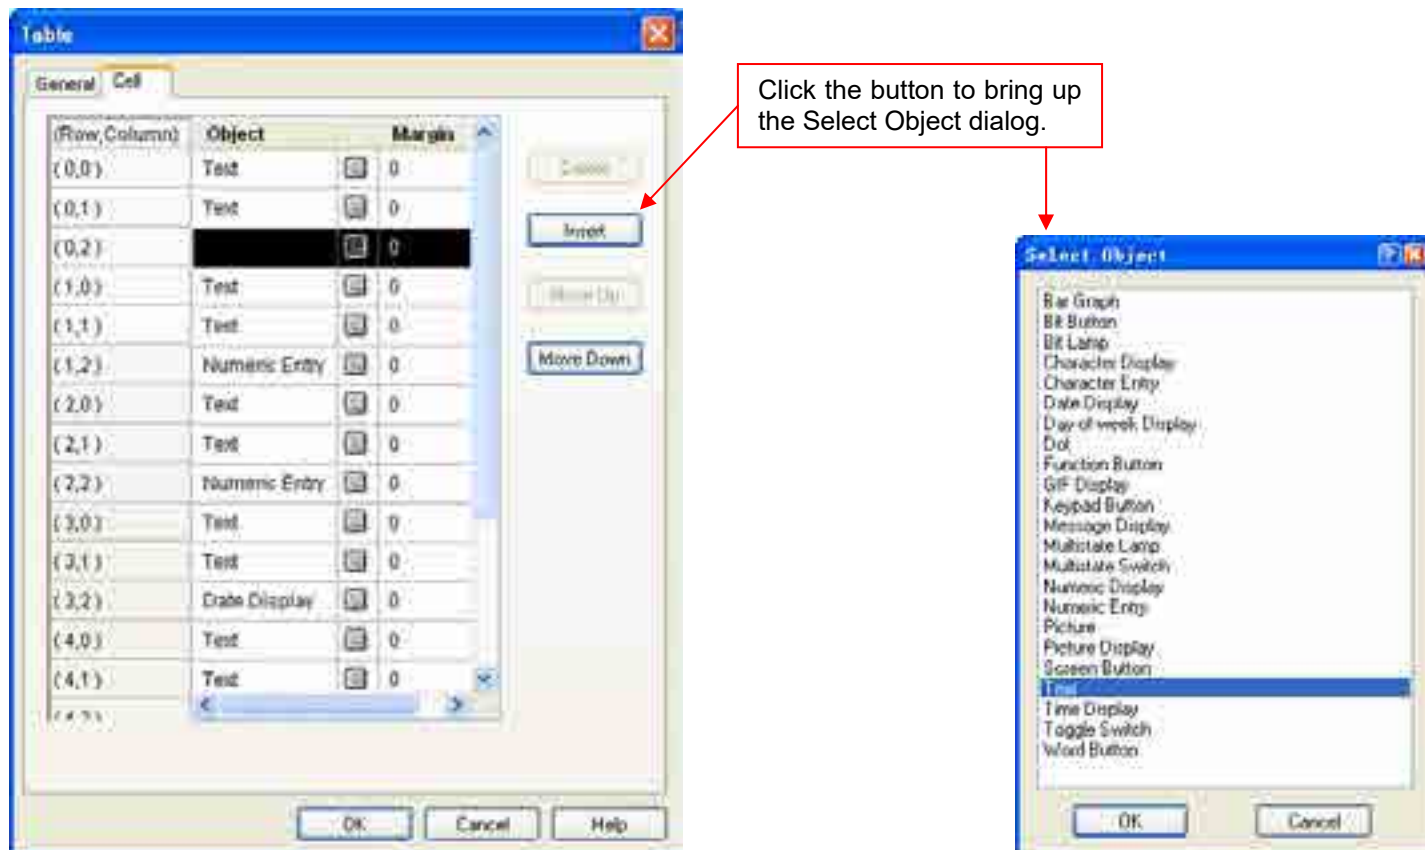 Table
General Cell
(Row,Column) Object Margin
(0,0) Text 0
(0,1) Text 0
(0,2) 0
(1,0) Text 0
(1,1) Text 0
(1,2) Numeric Entry 0
(2,0) Text 0
(2,1) Text 0
(2,2) Numeric Entry 0
(3,0) Text 0
(3,1) Text 0
(3,2) Date Display 0
(4,0) Text 0
(4,1) Text 0
Insert
Move Up
Move Down
OK Cancel Help
Click the button to bring up
the Select Object dialog.
Select Object
Bar Graph
Bit Button
Bit Lamp
Character Display
Character Entry
Date Display
Day of week Display
Dot
Function Button
GIF Display
Keypad Button
Message Display
Multistate Lamp
Multistate Switch
Numeric Display
Numeric Entry
Picture
Picture Display
Screen Button
Text
Time Display
Toggle Switch
Word Button
OK Cancel